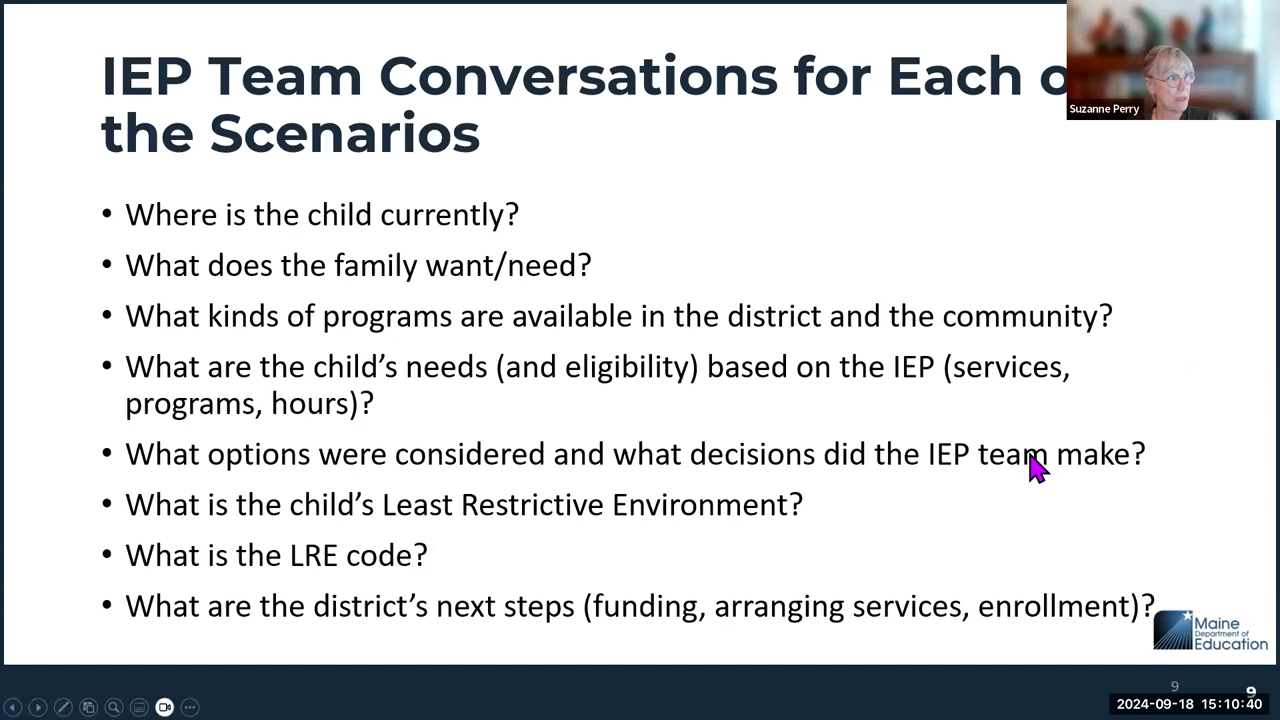 IEP Team Conversations for Each o
the Scenarios
Suzanne Perry
• Where is the child currently?
• What does the family want/need?
• What kinds of programs are available in the district and the community?
• What are the child’s needs (and eligibility) based on the IEP (services,
programs, hours)?
• What options were considered and what decisions did the IEP team make?
• What is the child’s Least Restrictive Environment?
• What is the LRE code?
• What are the district’s next steps (funding, arranging services, enrollment)?
Maine
Department of
Education
9
9
2024-09-18 15:10:40